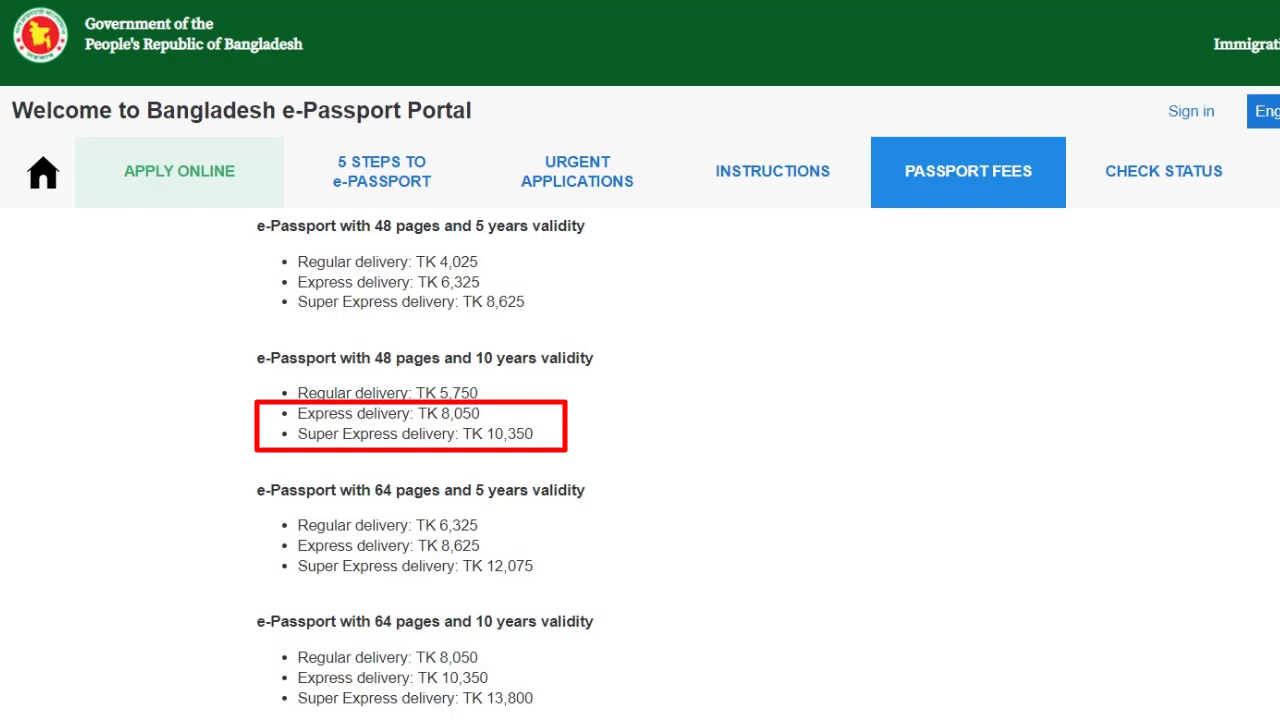 Government of the
People's Republic of Bangladesh
Immigrati
Welcome to Bangladesh e-Passport Portal
Sign in
Eng
APPLY ONLINE
5 STEPS TO
e-PASSPORT
URGENT
APPLICATIONS
INSTRUCTIONS
PASSPORT FEES
CHECK STATUS
e-Passport with 48 pages and 5 years validity
• Regular delivery: TK 4,025
• Express delivery: TK 6,325
• Super Express delivery: TK 8,625
e-Passport with 48 pages and 10 years validity
• Regular delivery: TK 5,750
• Express delivery: TK 8,050
• Super Express delivery: TK 10,350
e-Passport with 64 pages and 5 years validity
• Regular delivery: TK 6,325
• Express delivery: TK 8,625
• Super Express delivery: TK 12,075
e-Passport with 64 pages and 10 years validity
• Regular delivery: TK 8,050
• Express delivery: TK 10,350
• Super Express delivery: TK 13,800